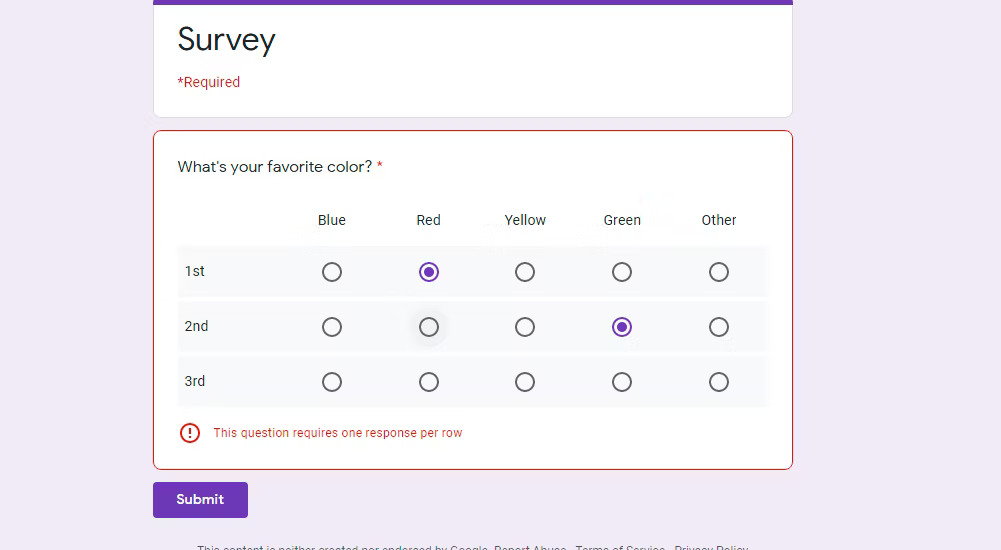 Survey
*Required
What's your favorite color? *
Blue Red Yellow Green Other
1st
2nd
3rd
This question requires one response per row
Submit
This content is neither created nor endorsed by Google. Report Abuse - Terms of Service - Privacy Policy